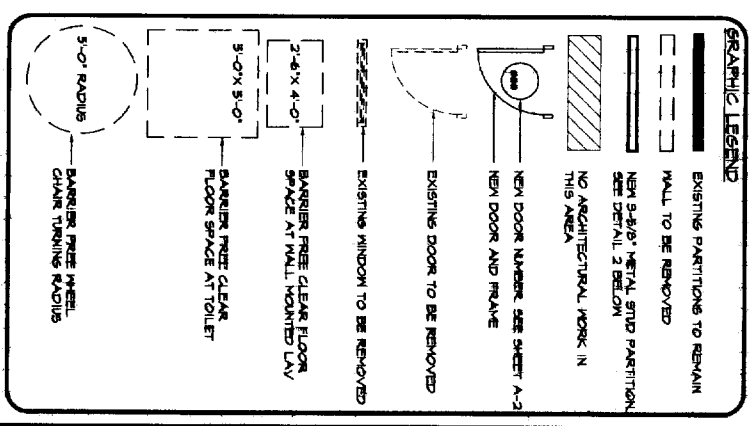 GRAPHIC LEGEND
EXISTING PARTITIONS TO REMAIN
WALL TO BE REMOVED
NEW 3-5/8" METAL STUD PARTITION.
SEE DETAIL 2 BELOW
NO ARCHITECTURAL WORK IN
THIS AREA
NEW DOOR NUMBER SEE SHEET A-2
NEW DOOR AND FRAME
EXISTING DOOR TO BE REMOVED
EXISTING WINDOW TO BE REMOVED
2'-6"X 4'-0"
BARRIER FREE CLEAR FLOOR
SPACE AT WALL MOUNTED LAV
5'-0"X 5'-0"
BARRIER FREE CLEAR
FLOOR SPACE AT TOILET
5'-0" RADIUS
BARRIER FREE WHEEL
CHAIR TURNING RADIUS